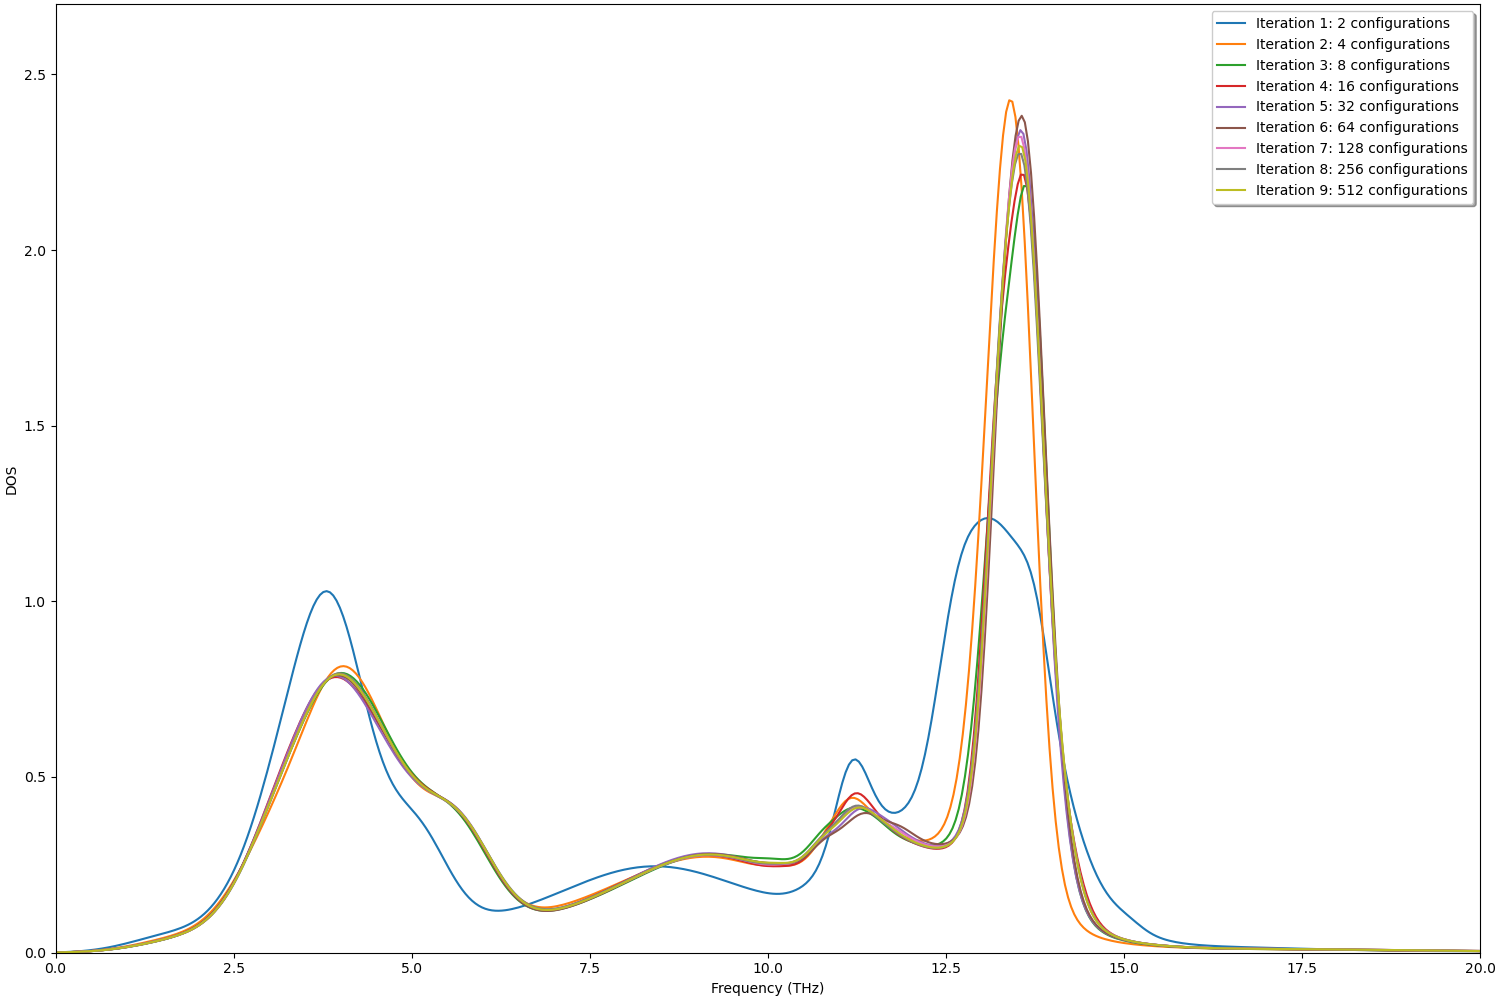 Iteration 1: 2 configurations
Iteration 2: 4 configurations
Iteration 3: 8 configurations
Iteration 4: 16 configurations
Iteration 5: 32 configurations
Iteration 6: 64 configurations
Iteration 7: 128 configurations
Iteration 8: 256 configurations
Iteration 9: 512 configurations
2.5
2.0
1.5
1.0
0.5
0.0
DOS
0.0 2.5 5.0 7.5 10.0 12.5 15.0 17.5 20.0
Frequency (THz)